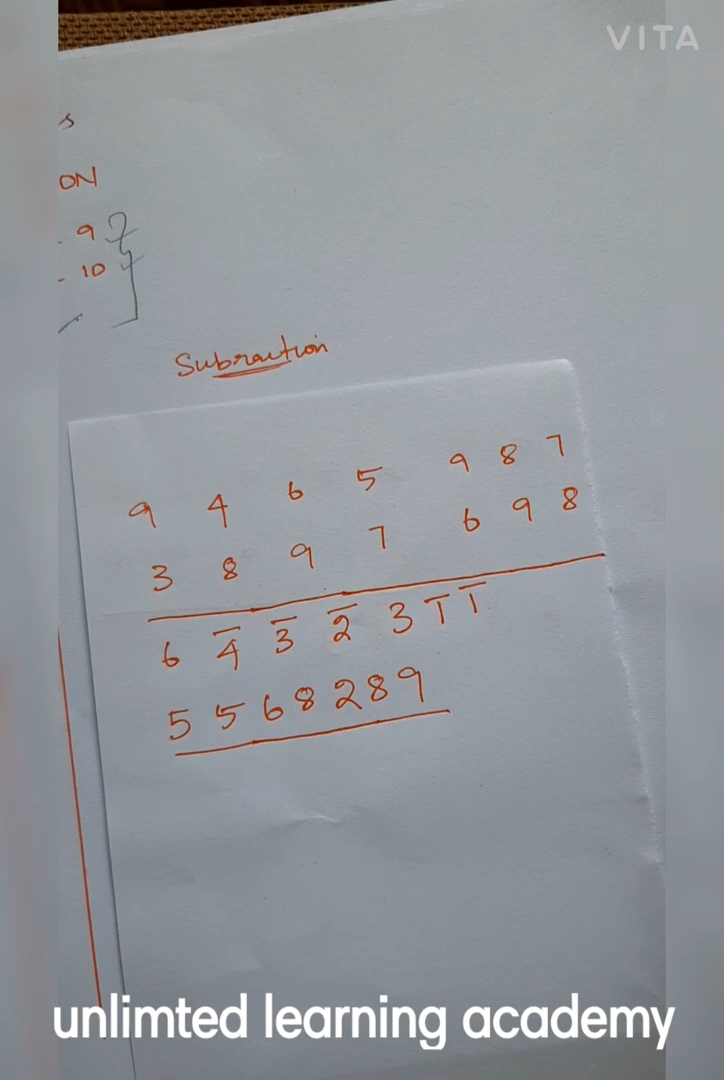 VITA
s
ON
- 9
- 10
Subraction
9 4 6 5 9 8 7
3 8 9 7 6 9 8
6 4̅ 3̅ 2̅ 3 1̅ 1̅
5 5 6 8 2 8 9
unlimted learning academy